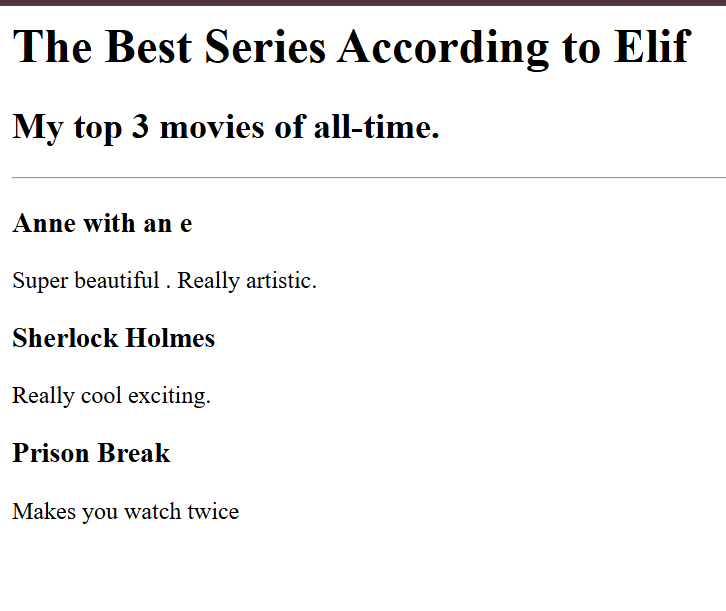 The Best Series According to Elif
My top 3 movies of all-time.
Anne with an e
Super beautiful . Really artistic.
Sherlock Holmes
Really cool exciting.
Prison Break
Makes you watch twice